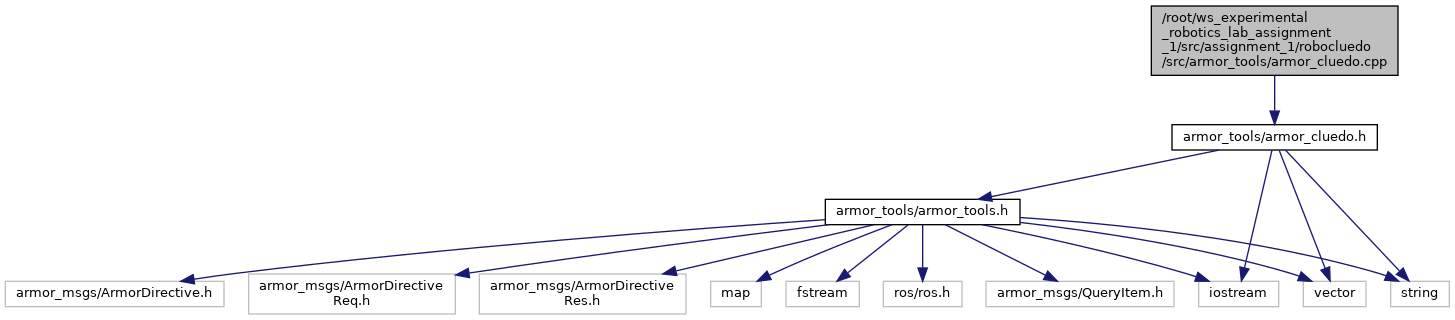 /root/ws_experimental
_robotics_lab_assignment
_1/src/assignment_1/robocluedo
/src/armor_tools/armor_cluedo.cpp
armor_tools/armor_cluedo.h
armor_tools/armor_tools.h
armor_msgs/ArmorDirective.h
armor_msgs/ArmorDirective
Req.h
armor_msgs/ArmorDirective
Res.h
map
fstream
ros/ros.h
armor_msgs/QueryItem.h
iostream
vector
string